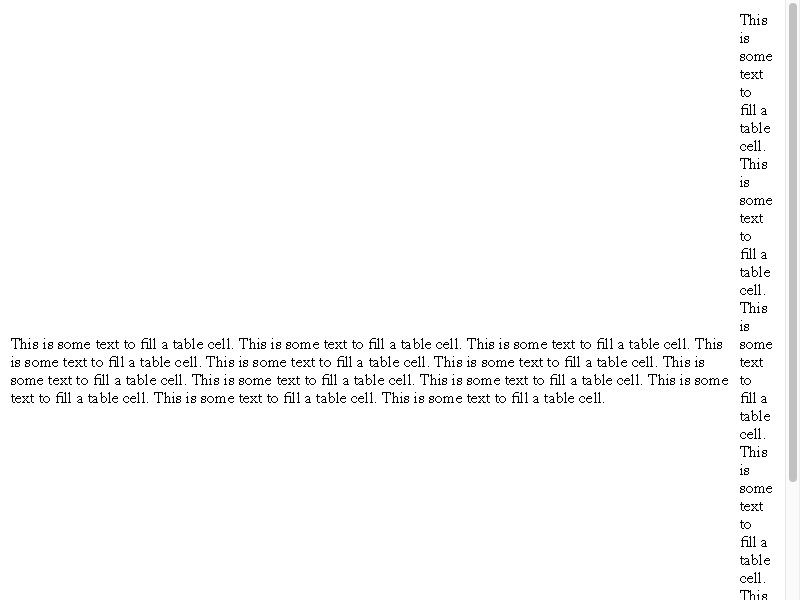 This is some text to fill a table cell. This is some text to fill a table cell. This is some text to fill a table cell. This
is some text to fill a table cell. This is some text to fill a table cell. This is some text to fill a table cell. This is
some text to fill a table cell. This is some text to fill a table cell. This is some text to fill a table cell. This is some
text to fill a table cell. This is some text to fill a table cell. This is some text to fill a table cell.
This
is
some
text
to
fill a
table
cell.
This
is
some
text
to
fill a
table
cell.
This
is
some
text
to
fill a
table
cell.
This
is
some
text
to
fill a
table
cell.
This